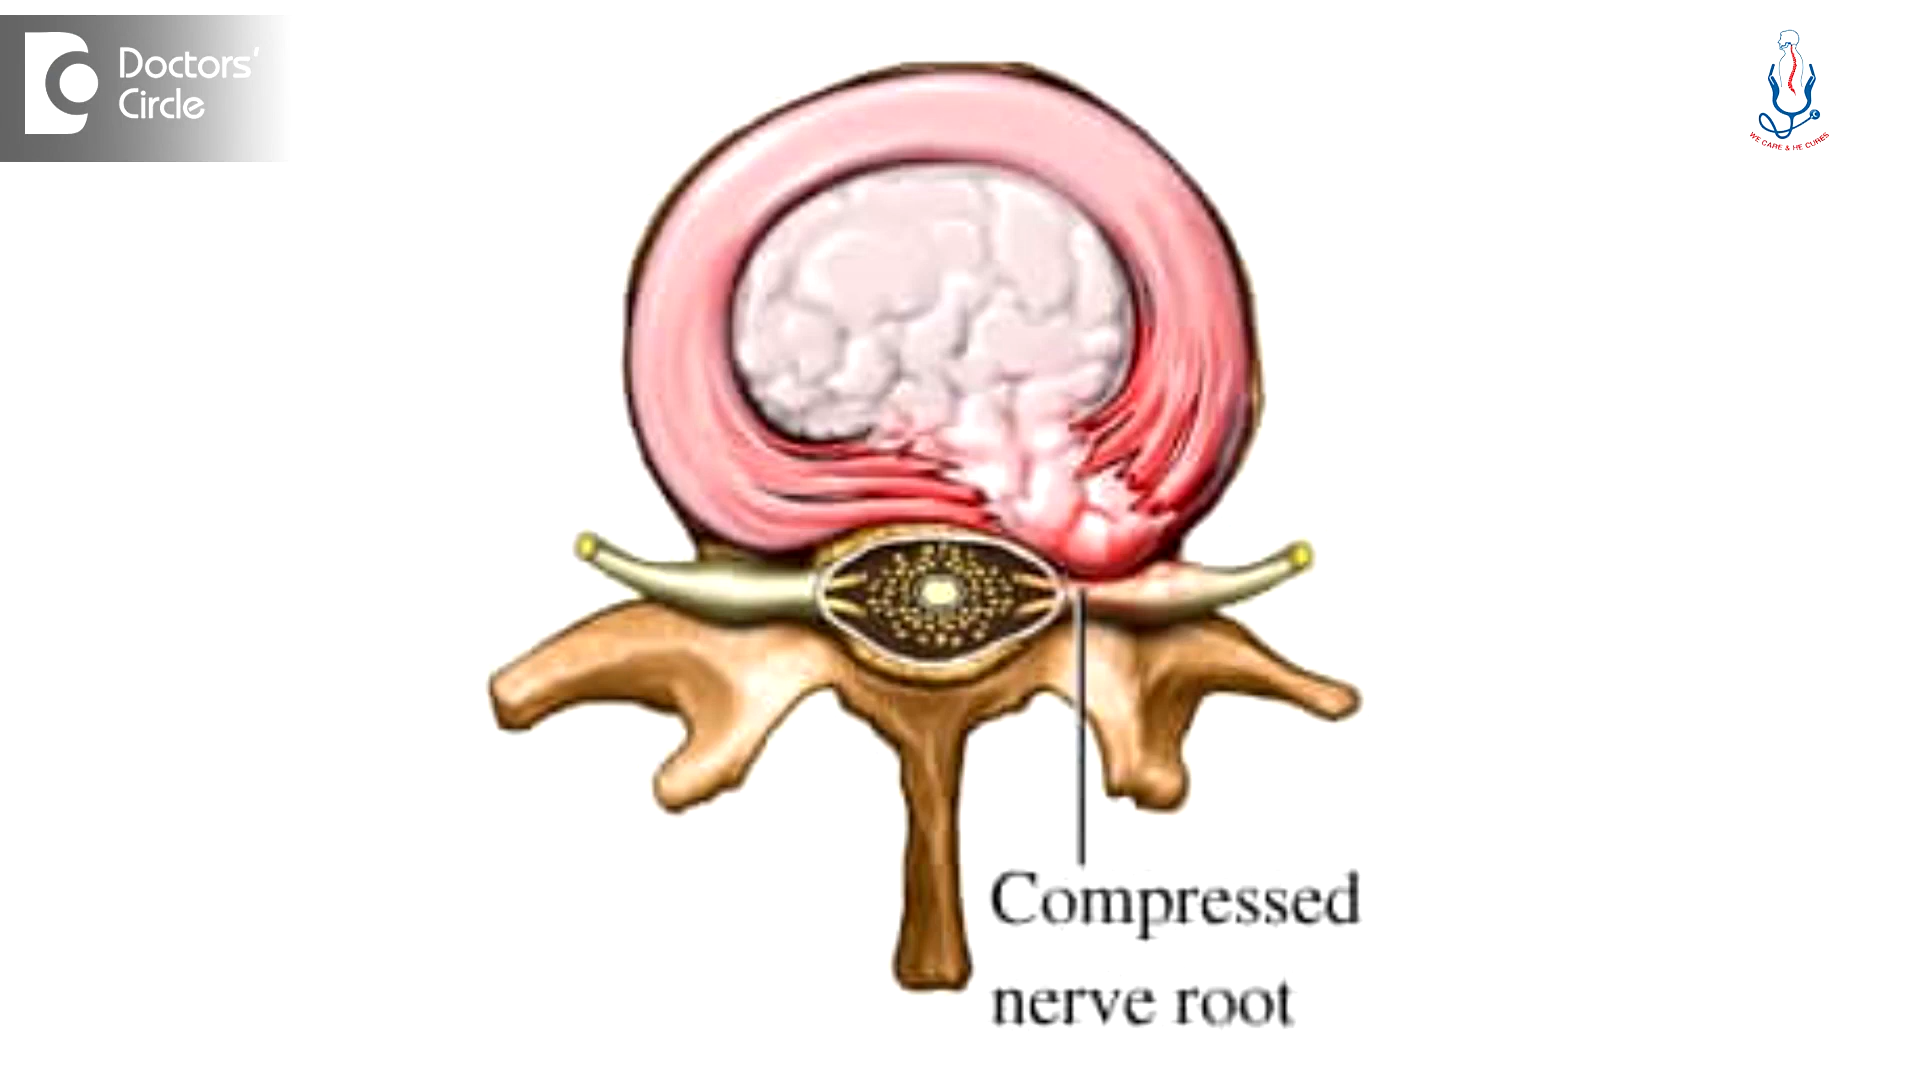 Doctors'
Circle
WE CARE & HE CURES
Compressed
nerve root